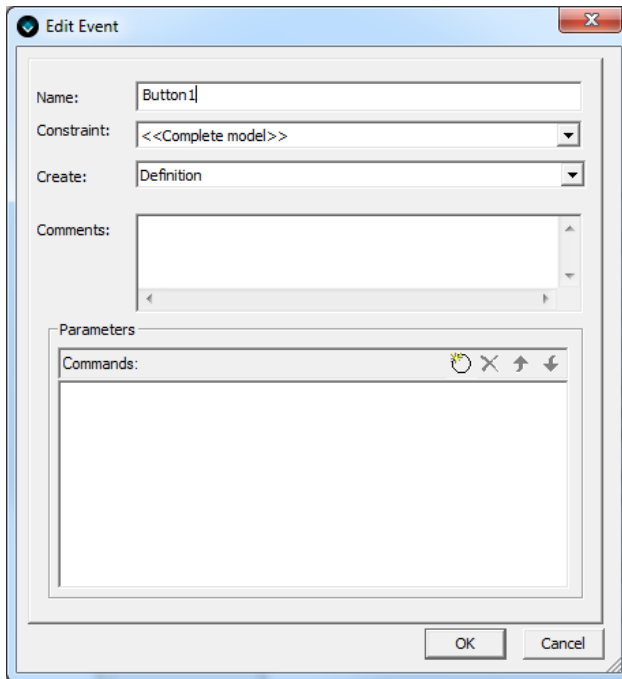 Edit Event
Name:
Button1
Constraint:
<<Complete model>>
Create:
Definition
Comments:
Parameters
Commands:
OK
Cancel